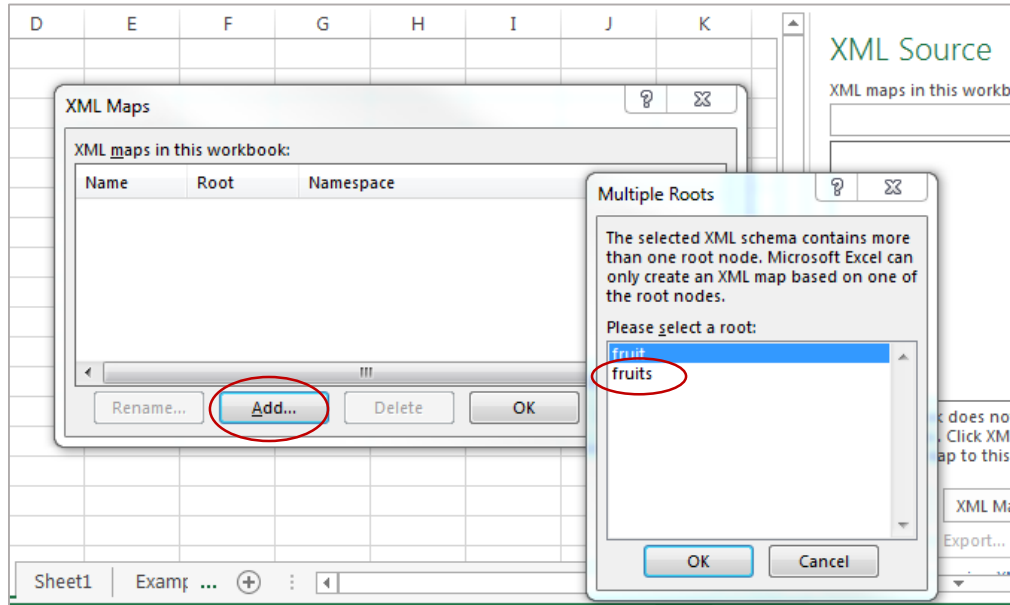 D E F G H I J K
XML Source
XML maps in this workb
XML Maps
XML maps in this workbook:
Name Root Namespace
Multiple Roots
The selected XML schema contains more
than one root node. Microsoft Excel can
only create an XML map based on one of
the root nodes.
Please select a root:
fruit
fruits
Rename... Add... Delete OK
does no
. Click XM
ap to this
XML Ma
Export...
OK Cancel
Sheet1 Examp ...